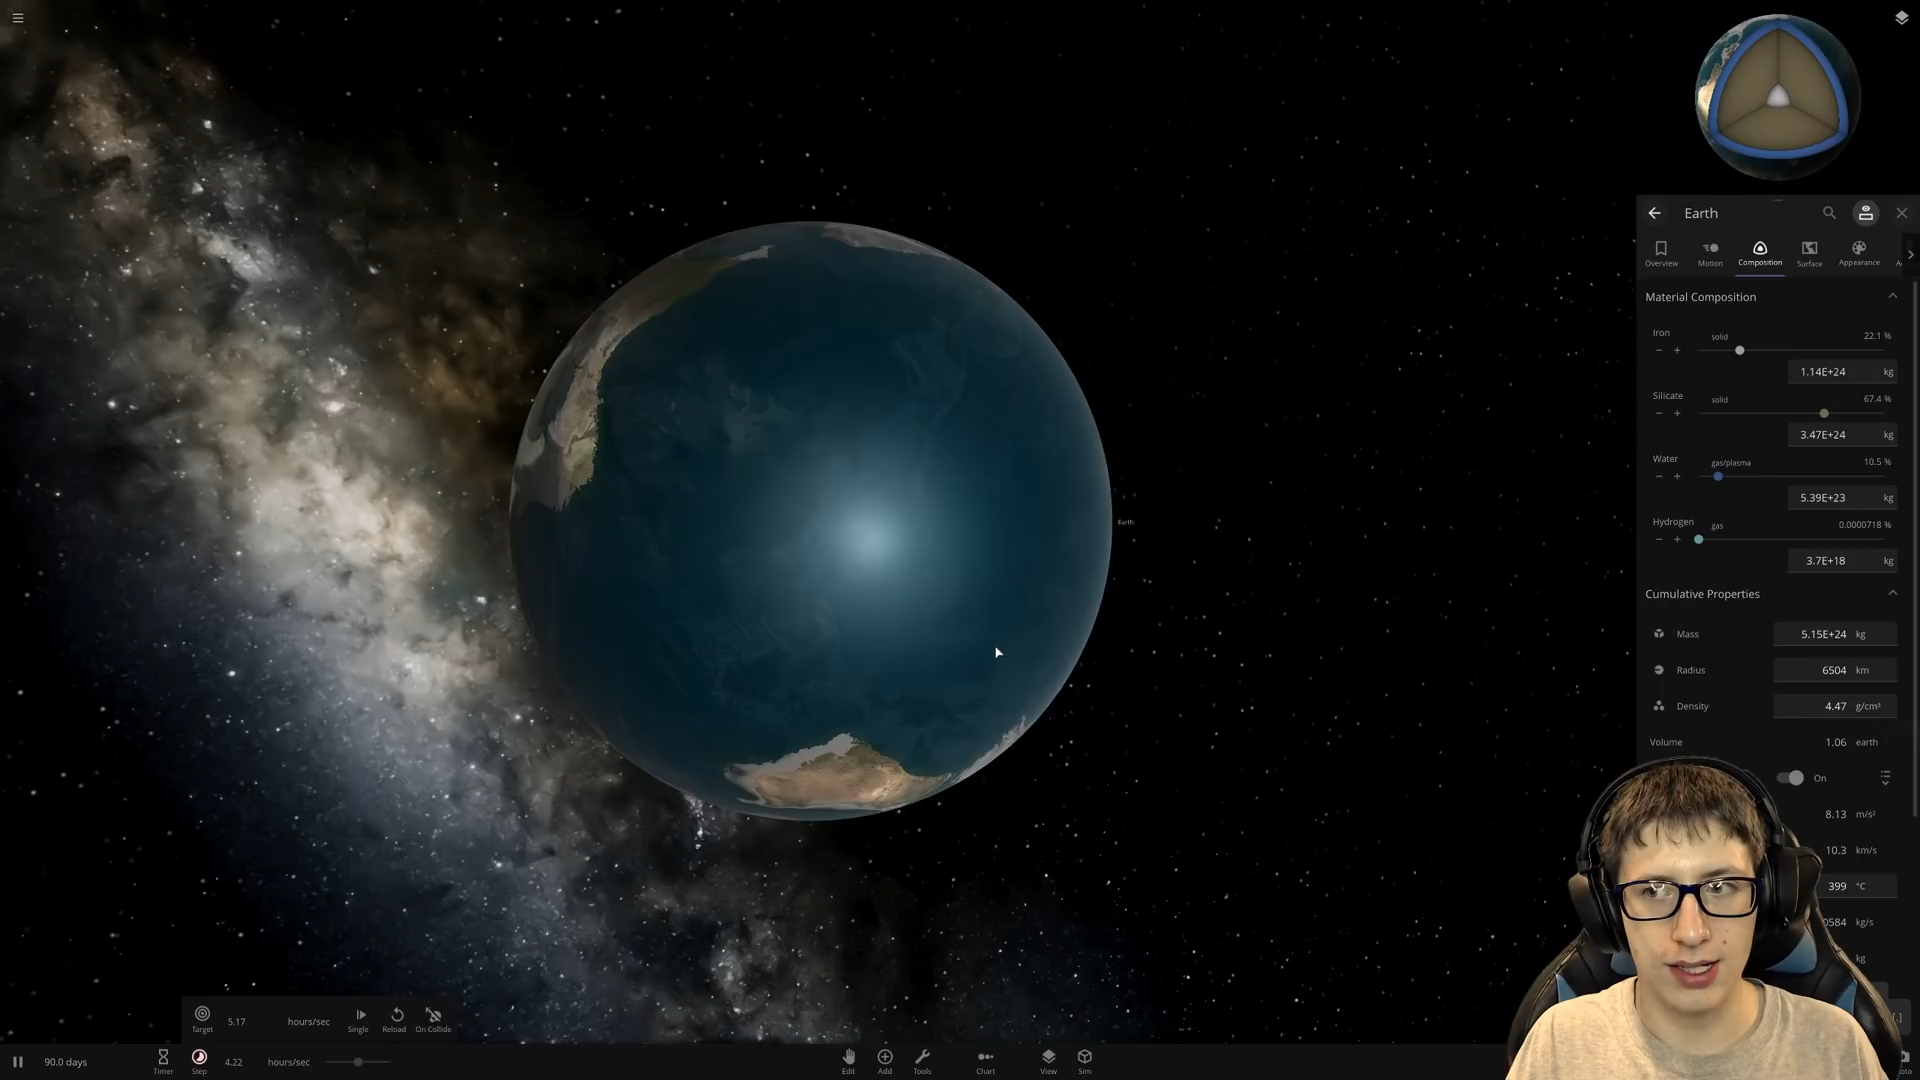 Earth
Overview
Motion
Composition
Surface
Appearance
Material Composition
Iron
solid
22.1 %
− +
1.14E+24 kg
Silicate
solid
67.4 %
− +
3.47E+24 kg
Water
gas/plasma
10.5 %
− +
5.39E+23 kg
Hydrogen
gas
0.0000718 %
− +
3.7E+18 kg
Earth
Cumulative Properties
Mass 5.15E+24 kg
Radius 6504 km
Density 4.47 g/cm³
Volume 1.06 earth
On
8.13 m/s²
10.3 km/s
399 °C
0584 kg/s
kg
Target
5.17 hours/sec
Single
Reload
On Collide
90.0 days
Timer
Step
4.22 hours/sec
Edit
Add
Tools
Chart
View
Sim